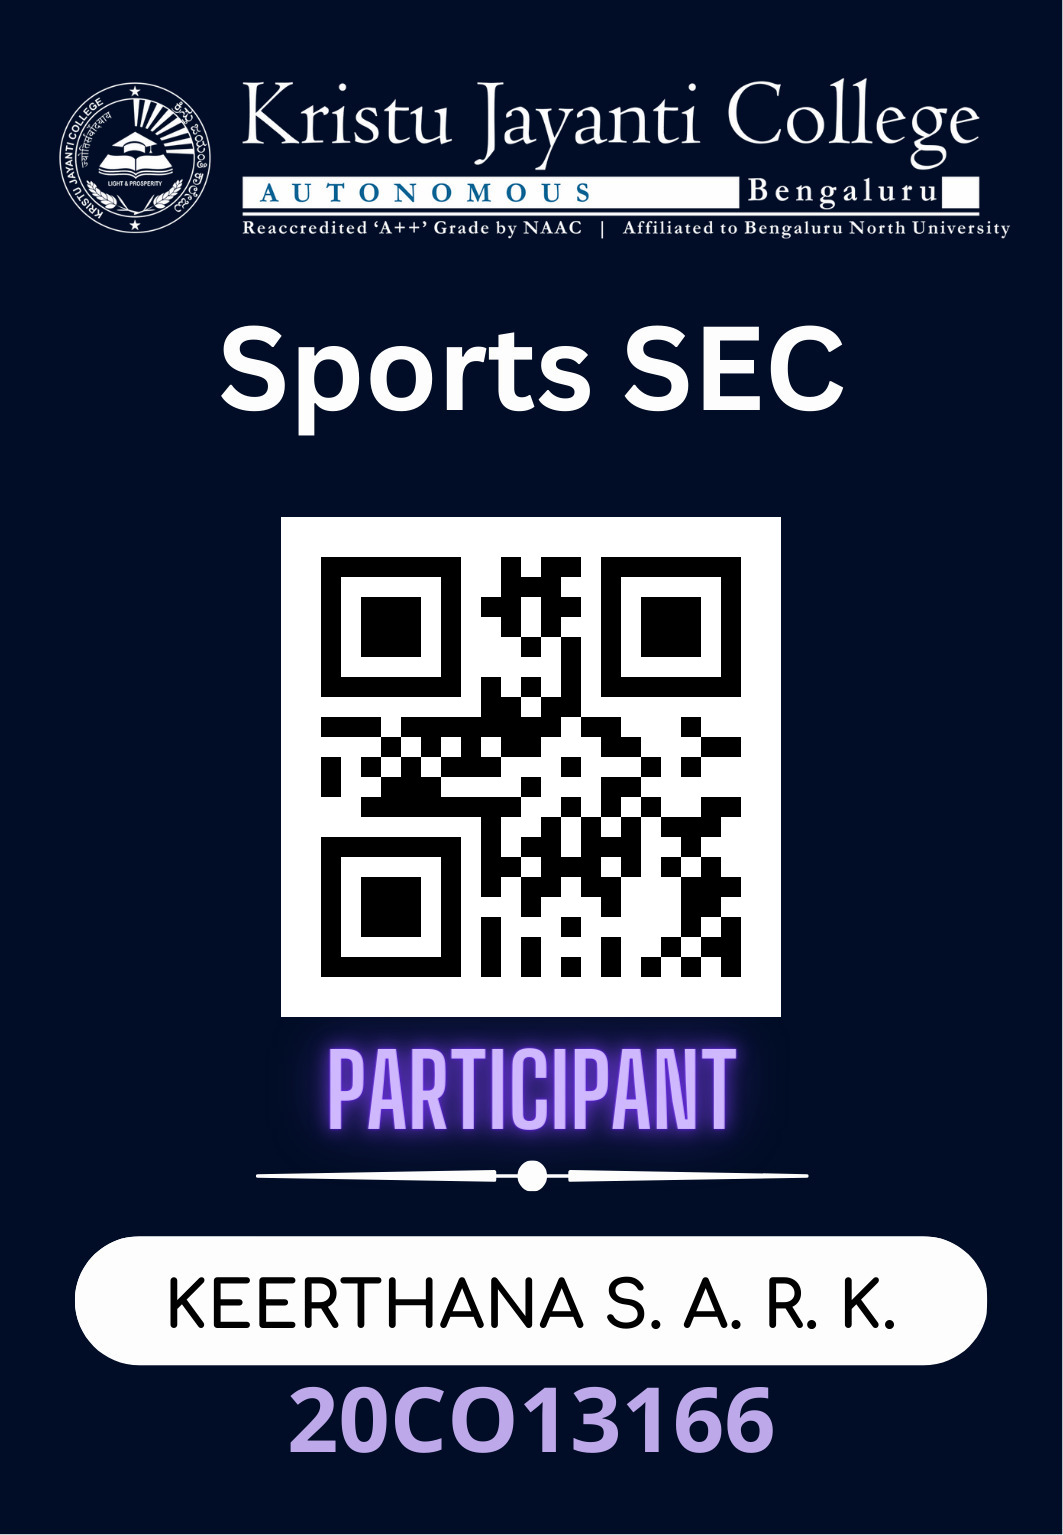 KRISTU JAYANTI COLLEGE
ज्योतिसंवादयाय
LIGHT & PROSPERITY
Kristu Jayanti College
AUTONOMOUS Bengaluru
Reaccredited ‘A++’ Grade by NAAC | Affiliated to Bengaluru North University
Sports SEC
PARTICIPANT
KEERTHANA S. A. R. K.
20CO13166